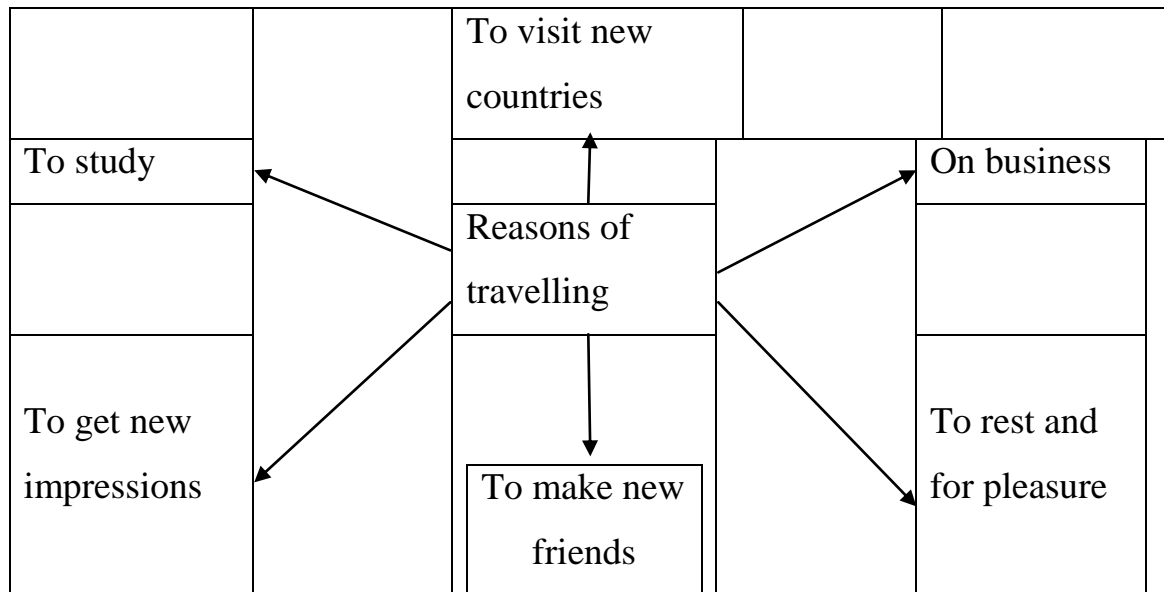 To visit new
countries
To study
On business
Reasons of
travelling
To get new
impressions
To rest and
for pleasure
To make new
friends